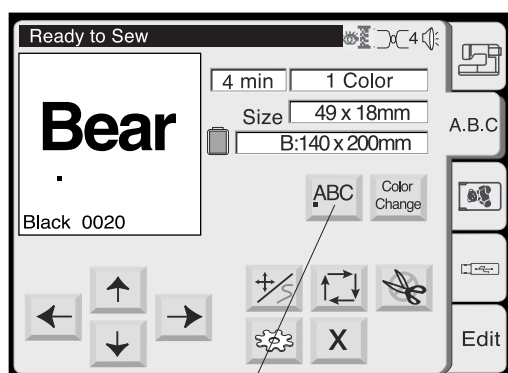 Ready to Sew
4
4 min
1 Color
Size
49 x 18mm
B:140 x 200mm
Bear
Black 0020
ABC
Color
Change
X
A.B.C
Edit